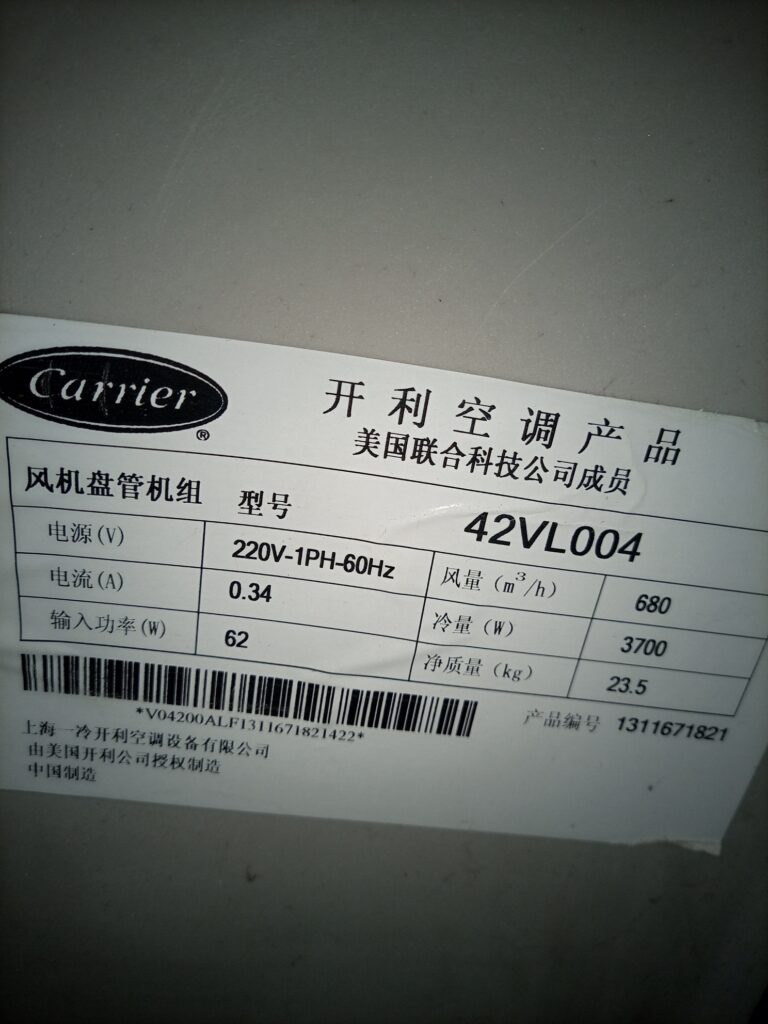 Carrier®
开利空调产品
美国联合科技公司成员
风机盘管机组 型号 42VL004
电源(V) 220V-1PH-60Hz 风量(m³/h) 680
电流(A) 0.34 冷量(W) 3700
输入功率(W) 62 净质量(kg) 23.5
*V04200ALF1311671821422*
产品编号 1311671821
上海一冷开利空调设备有限公司
由美国开利公司授权制造
中国制造